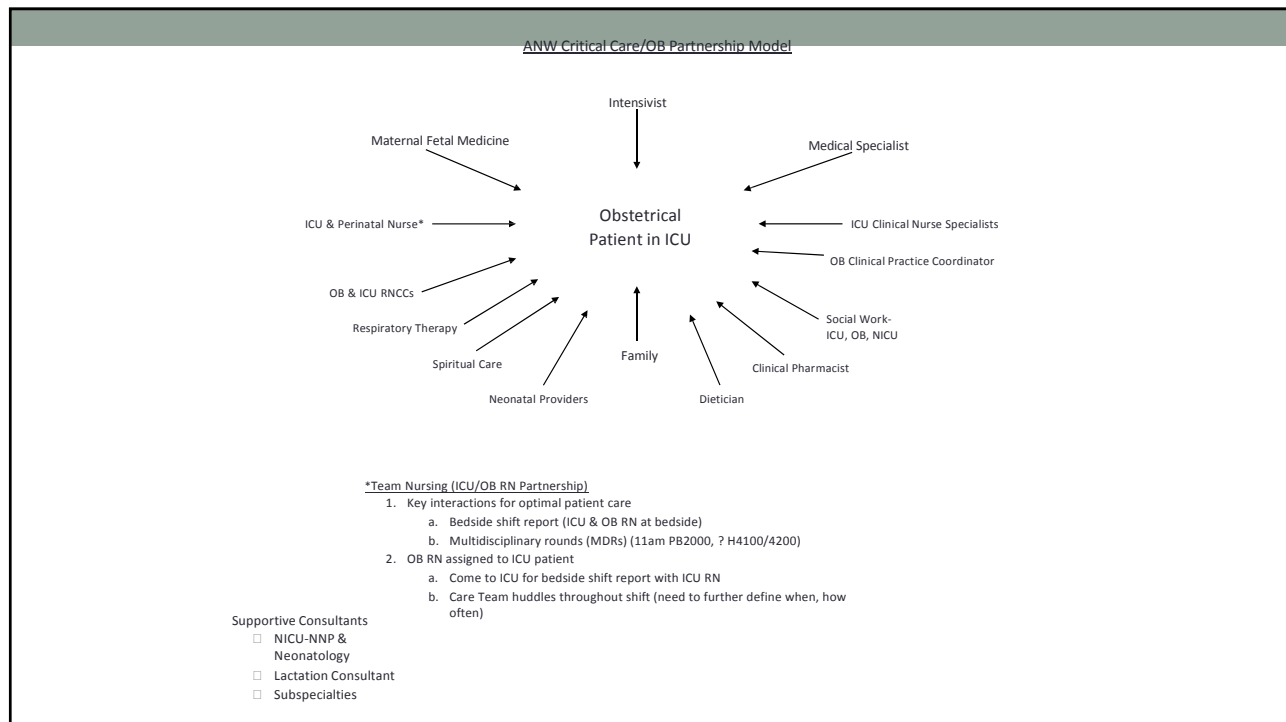 ANW Critical Care/OB Partnership Model
Intensivist
Maternal Fetal Medicine
Medical Specialist
Obstetrical
Patient in ICU
ICU & Perinatal Nurse*
ICU Clinical Nurse Specialists
OB Clinical Practice Coordinator
OB & ICU RNCCs
Respiratory Therapy
Social Work-
ICU, OB, NICU
Spiritual Care
Family
Clinical Pharmacist
Neonatal Providers
Dietician
*Team Nursing (ICU/OB RN Partnership)
1. Key interactions for optimal patient care
a. Bedside shift report (ICU & OB RN at bedside)
b. Multidisciplinary rounds (MDRs) (11am PB2000, ? H4100/4200)
2. OB RN assigned to ICU patient
a. Come to ICU for bedside shift report with ICU RN
b. Care Team huddles throughout shift (need to further define when, how
often)
Supportive Consultants
NICU-NNP &
Neonatology
Lactation Consultant
Subspecialties